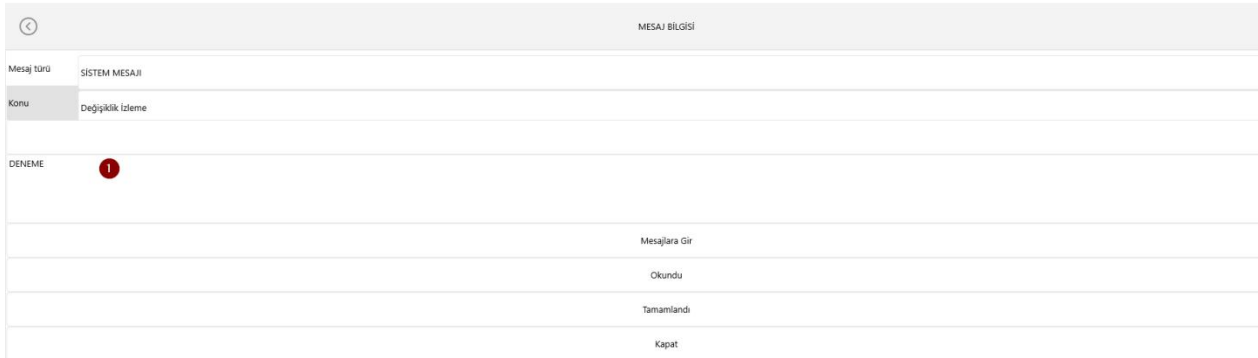 MESAJ BİLGİSİ
Mesaj türü SİSTEM MESAJI
Konu Değişiklik İzleme
DENEME 1
Mesajlara Gir
Okundu
Tamamlandı
Kapat